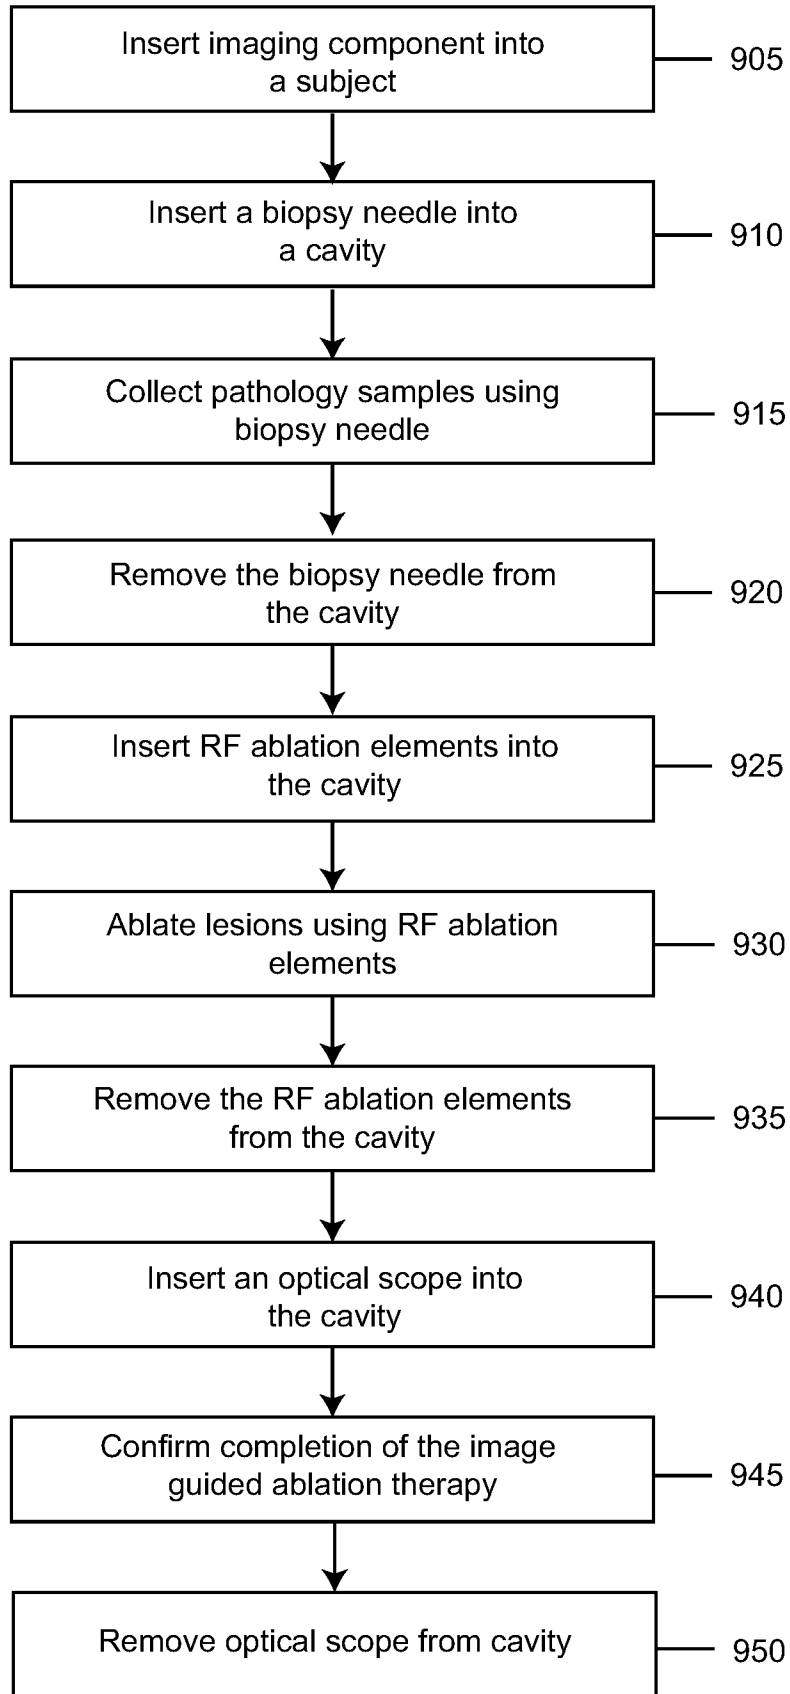 Insert imaging component into
a subject
905
Insert a biopsy needle into
a cavity
910
Collect pathology samples using
biopsy needle
915
Remove the biopsy needle from
the cavity
920
Insert RF ablation elements into
the cavity
925
Ablate lesions using RF ablation
elements
930
Remove the RF ablation elements
from the cavity
935
Insert an optical scope into
the cavity
940
Confirm completion of the image
guided ablation therapy
945
Remove optical scope from cavity
950